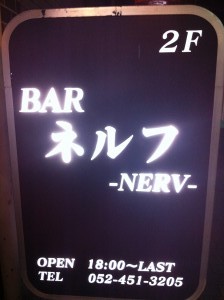 2F
BAR
ネルフ
-NERV-
OPEN 18:00〜LAST
TEL 052-451-3205